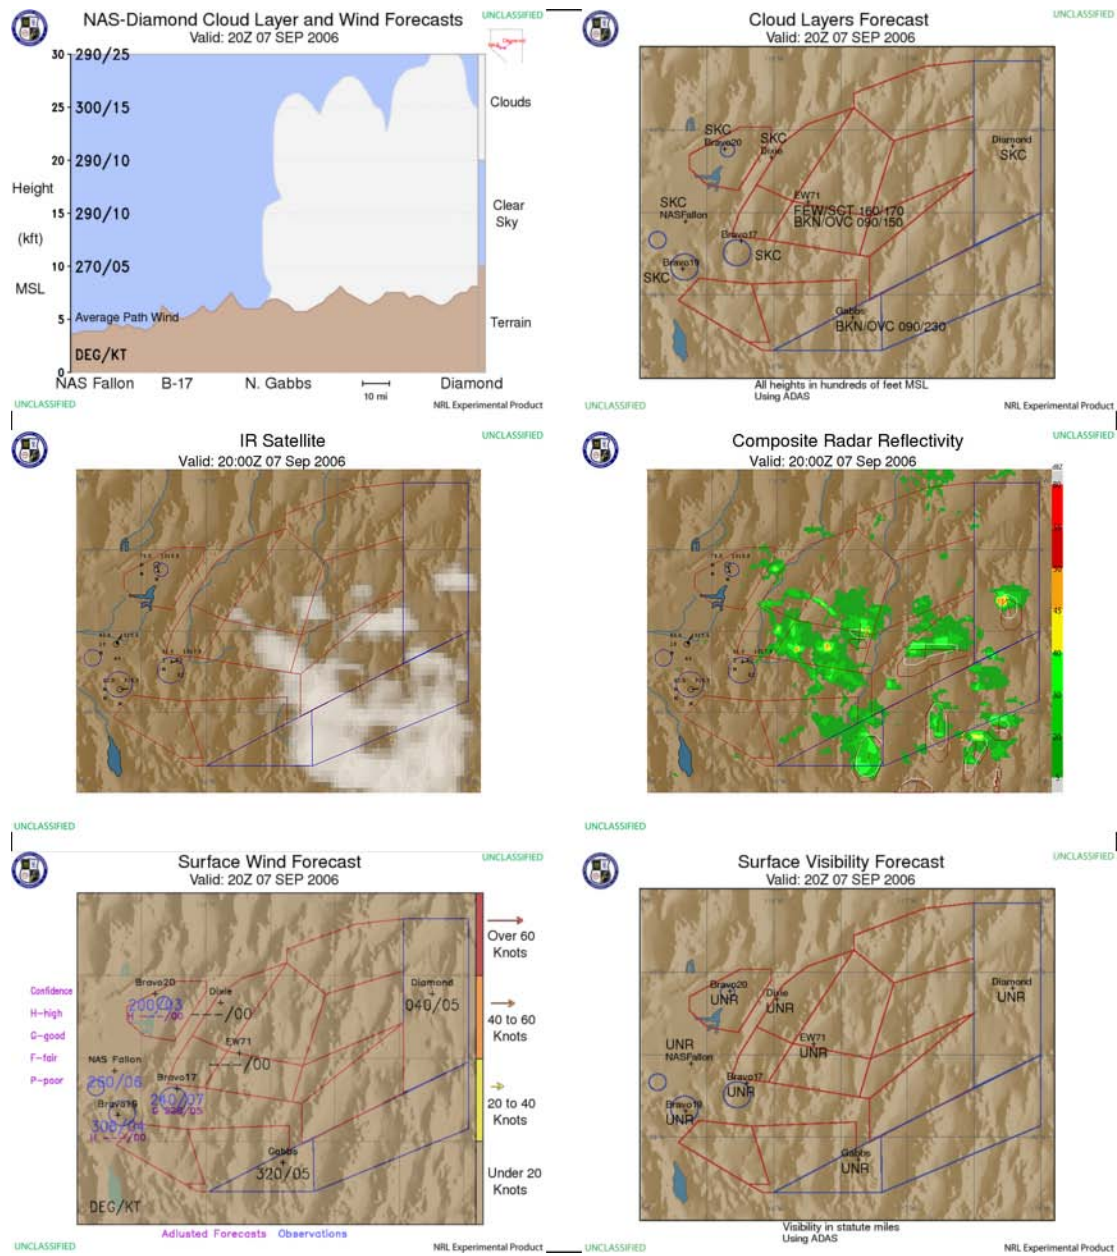 NAS-Diamond Cloud Layer and Wind Forecasts
UNCLASSIFIED
Valid: 20Z 07 SEP 2006
30 290/25
Clouds
25 300/15
20 290/10
Height
Clear
Sky
15 290/10
(kft)
10 270/05
MSL
Average Path Wind
5
Terrain
DEG/KT
0
NAS Fallon
B-17
N. Gabbs
10 mi
Diamond
UNCLASSIFIED
NRL Experimental Product
Cloud Layers Forecast
UNCLASSIFIED
Valid: 20Z 07 SEP 2006
SKC
Bravo20
SKC
Dixie
Diamond
SKC
SKC
NASFallon
EW71
FEW/SCT 160/170
BKN/OVC 090/150
Bravo17
SKC
Bravo19
SKC
Gabbs
BKN/OVC 090/230
All heights in hundreds of feet MSL
Using ADAS
UNCLASSIFIED
NRL Experimental Product
IR Satellite
UNCLASSIFIED
Valid: 20:00Z 07 Sep 2006
UNCLASSIFIED
Composite Radar Reflectivity
UNCLASSIFIED
Valid: 20:00Z 07 Sep 2006
UNCLASSIFIED
Surface Wind Forecast
UNCLASSIFIED
Valid: 20Z 07 SEP 2006
Over 60
Knots
Confidence
H-high
G-good
F-fair
P-poor
Bravo20
200/03
Dixie
---/00
Diamond
040/05
40 to 60
Knots
EW71
---/00
NAS Fallon
Bravo17
260/07
20 to 40
Knots
Gabbs
320/05
Under 20
Knots
DEG/KT
Adjusted Forecasts Observations
UNCLASSIFIED
NRL Experimental Product
Surface Visibility Forecast
UNCLASSIFIED
Valid: 20Z 07 SEP 2006
Bravo20
UNR
Dixie
UNR
Diamond
UNR
UNR
NASFallon
EW71
UNR
Bravo17
UNR
Bravo19
UNR
Gabbs
UNR
Visibility in statute miles
Using ADAS
UNCLASSIFIED
NRL Experimental Product